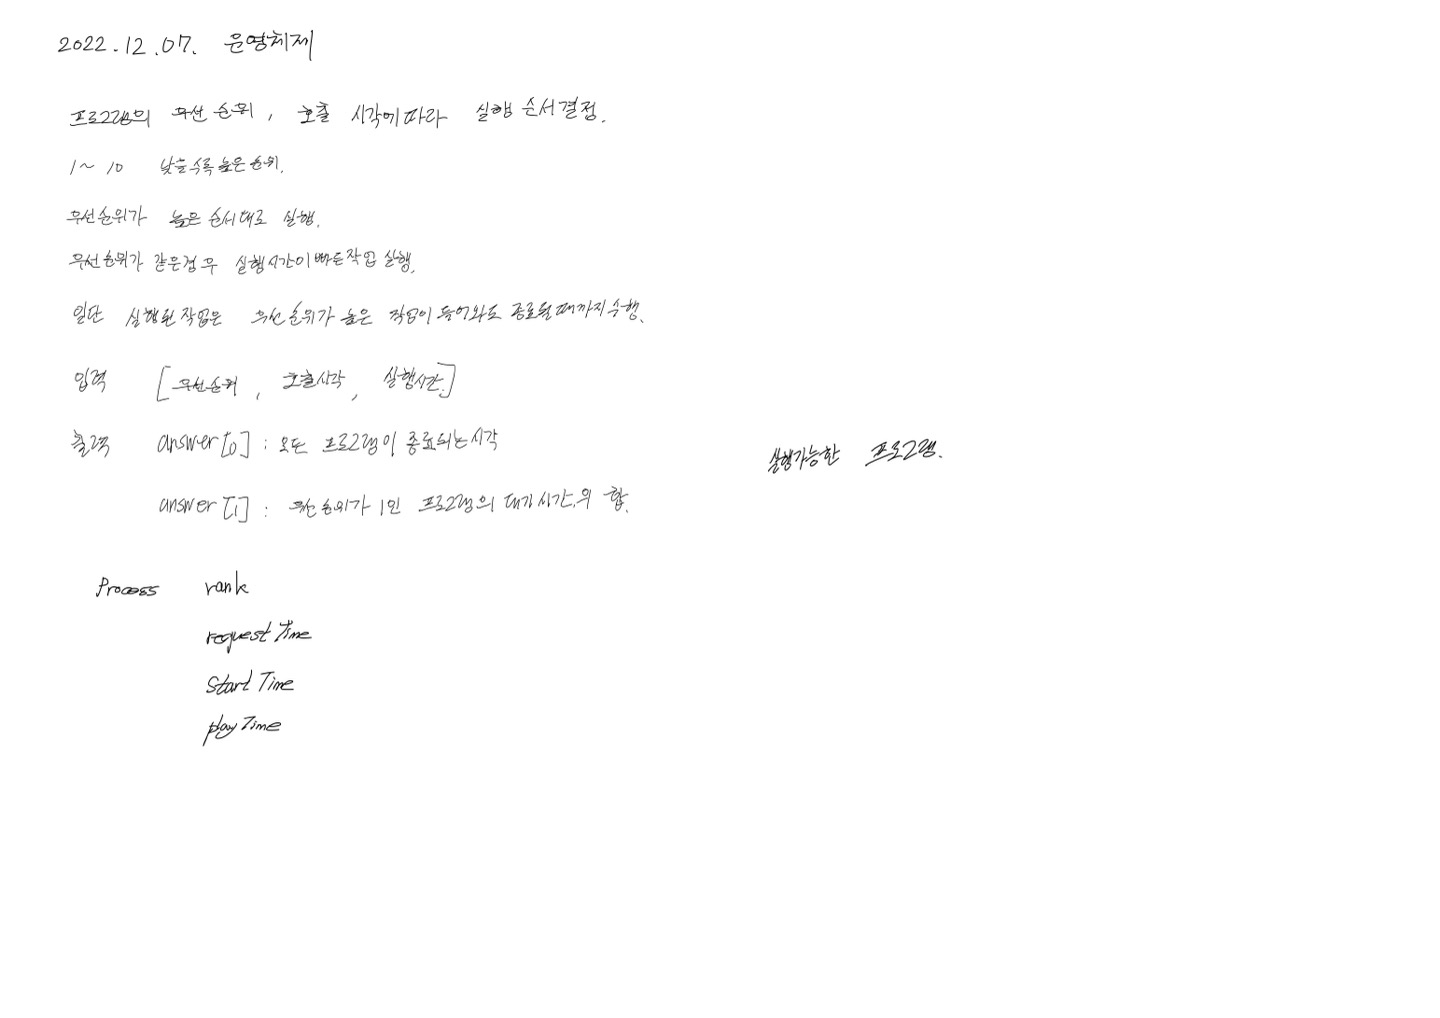 2022.12.07. 운영체제
프로그램의 우선 순위, 호출 시각에 따라 실행 순서 결정.
1~10 낮을수록 높은 순위.
우선순위가 높은 순서대로 실행.
우선순위가 같은경우 실행시간이 빠른작업 실행.
일단 실행된 작업은 우선순위가 높은 작업이 들어와도 종료될때까지 수행.
입력 [우선순위, 호출시각, 실행시간]
출력 answer[0] : 모든 프로그램이 종료되는시각
실행가능한 프로그램.
answer[1] : 우선순위가 1인 프로그램의 대기시간.의 합.
Process rank
requestTime
StartTime
playTime